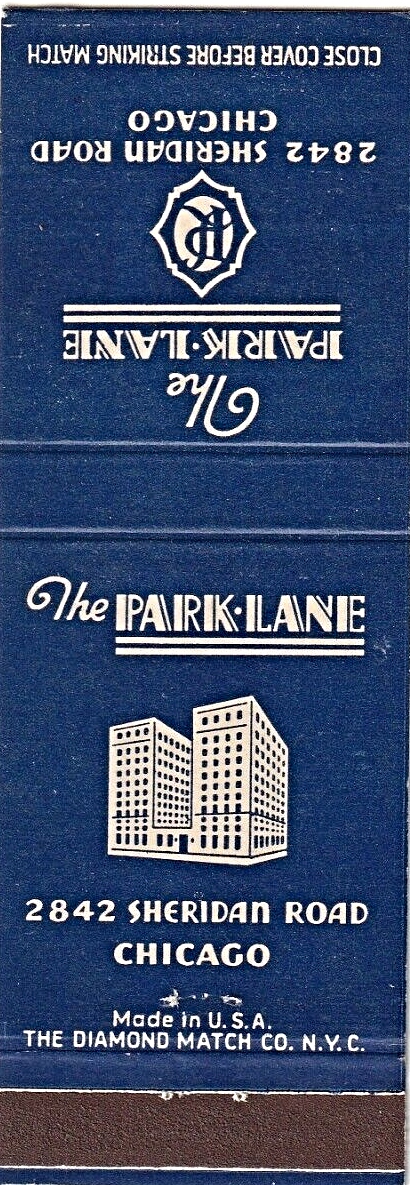 CLOSE COVER BEFORE STRIKING MATCH
2842 SHERIDAN ROAD
CHICAGO
PL
The
PARK·LANE
The PARK·LANE
2842 SHERIDAN ROAD
CHICAGO
Made in U.S.A.
THE DIAMOND MATCH CO. N.Y.C.